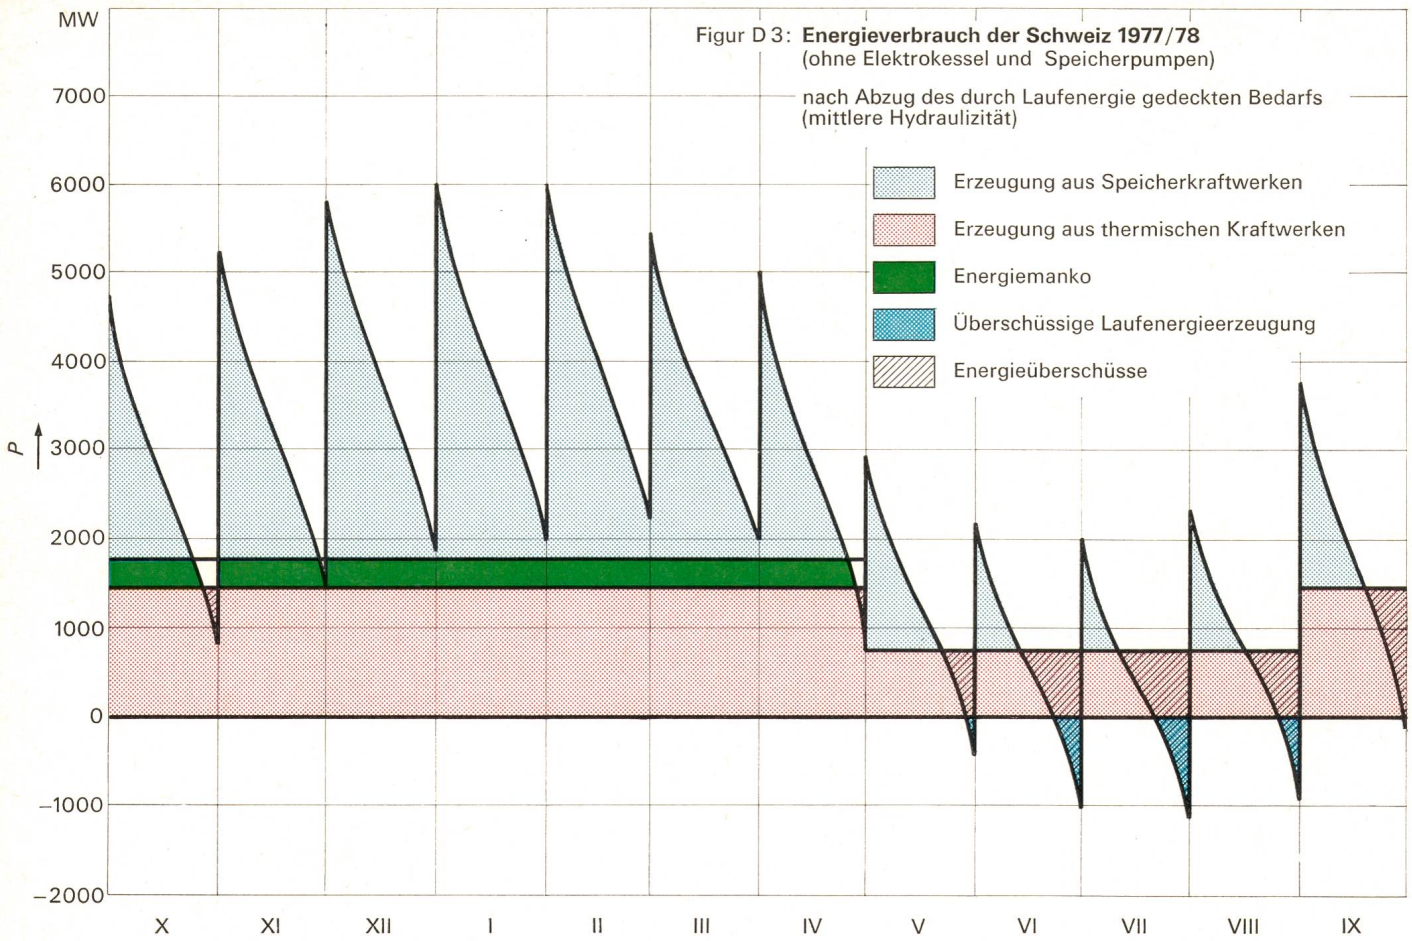 MW
Figur D 3: Energieverbrauch der Schweiz 1977/78
(ohne Elektrokessel und Speicherpumpen)
nach Abzug des durch Laufenergie gedeckten Bedarfs
(mittlere Hydraulizität)
Erzeugung aus Speicherkraftwerken
Erzeugung aus thermischen Kraftwerken
Energiemanko
Überschüssige Laufenergieerzeugung
Energieüberschüsse
7000
6000
5000
4000
3000
2000
1000
0
−1000
−2000
P
X XI XII I II III IV V VI VII VIII IX